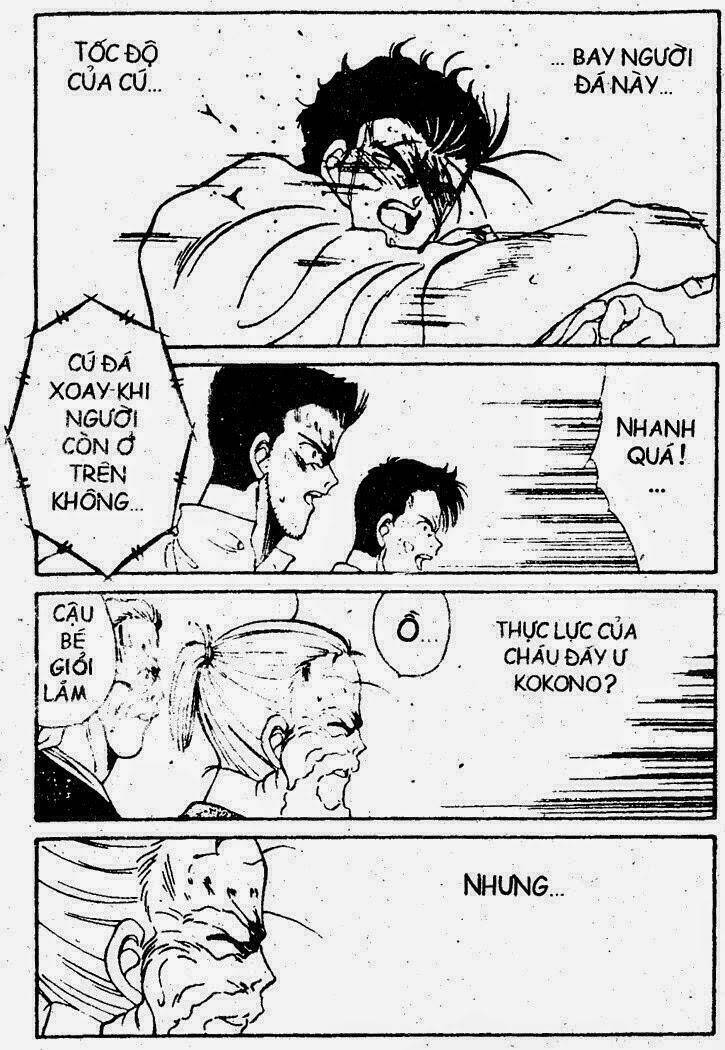 TỐC ĐỘ
CỦA CÚ...
... BAY NGƯỜI
ĐÁ NÀY...
CÚ ĐÁ
XOAY KHI
NGƯỜI
CÒN Ở
TRÊN
KHÔNG...
NHANH
QUÁ!
...
CẬU
BÉ
GIỎI
LẮM
Ồ...
THỰC LỰC CỦA
CHÁU ĐẤY Ư
KOKONO?
NHƯNG...